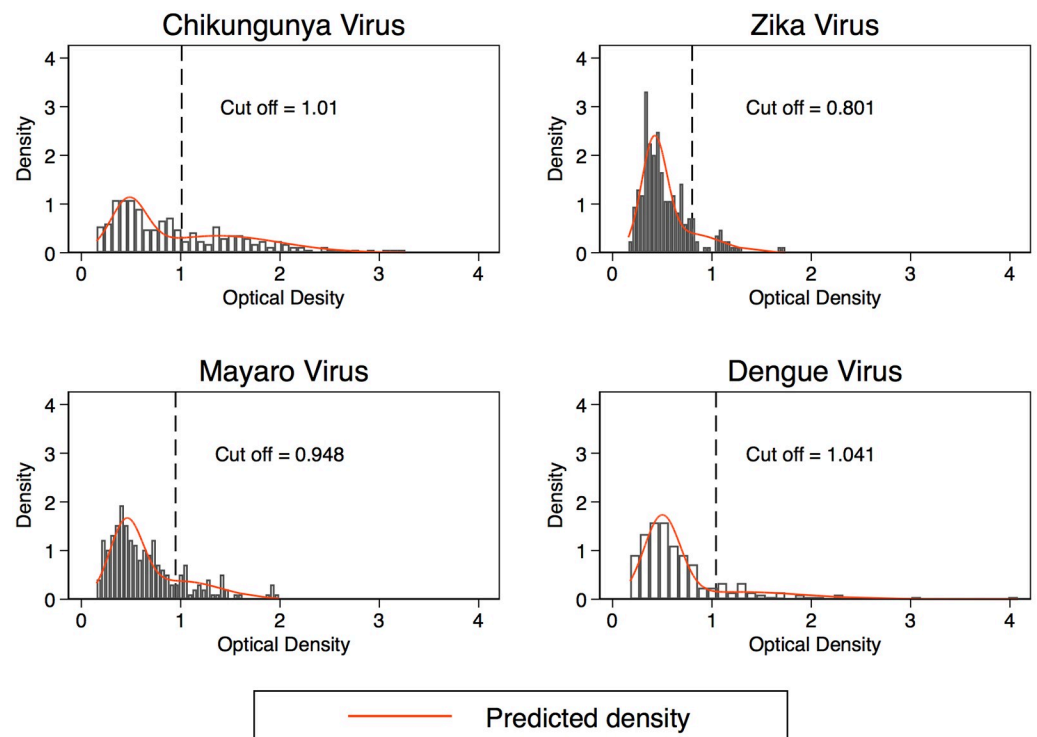 Chikungunya Virus
4
3
2
1
0
Density
Cut off = 1.01
0 1 2 3 4
Optical Desity
Zika Virus
4
3
2
1
0
Density
Cut off = 0.801
0 1 2 3 4
Optical Density
Mayaro Virus
4
3
2
1
0
Density
Cut off = 0.948
0 1 2 3 4
Optical Density
Dengue Virus
4
3
2
1
0
Density
Cut off = 1.041
0 1 2 3 4
Optical Density
Predicted density